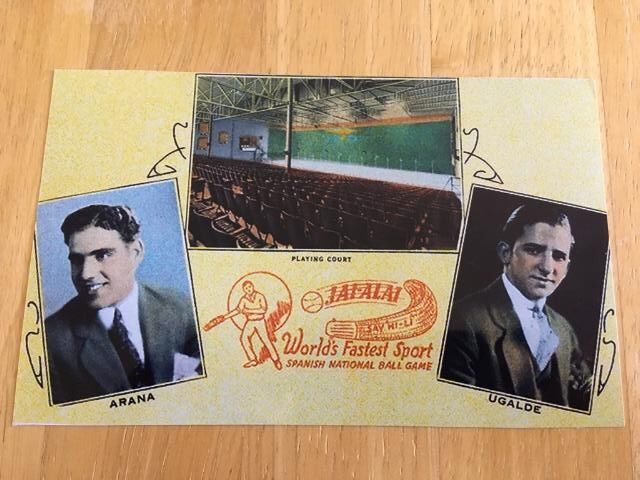 PLAYING COURT
JAI ALAI
SAY HI-LI
World's Fastest Sport
SPANISH NATIONAL BALL GAME
ARANA
UGALDE